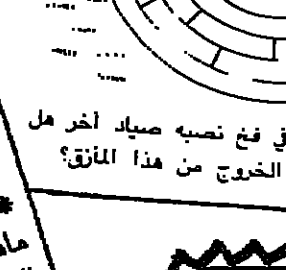 في فخ نصبه صياد آخر هل
الخروج من هذا المأزق؟